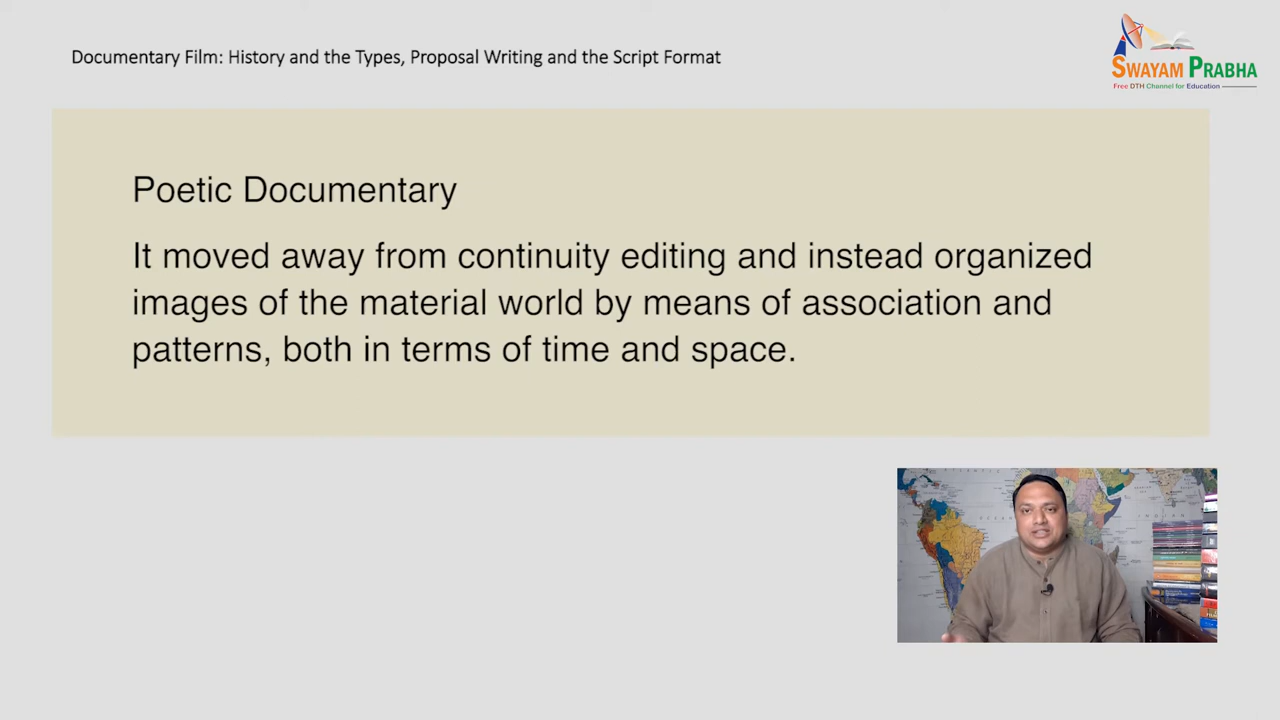 Documentary Film: History and the Types, Proposal Writing and the Script Format
SWAYAM PRABHA
Free DTH Channel for Education
Poetic Documentary
It moved away from continuity editing and instead organized
images of the material world by means of association and
patterns, both in terms of time and space.